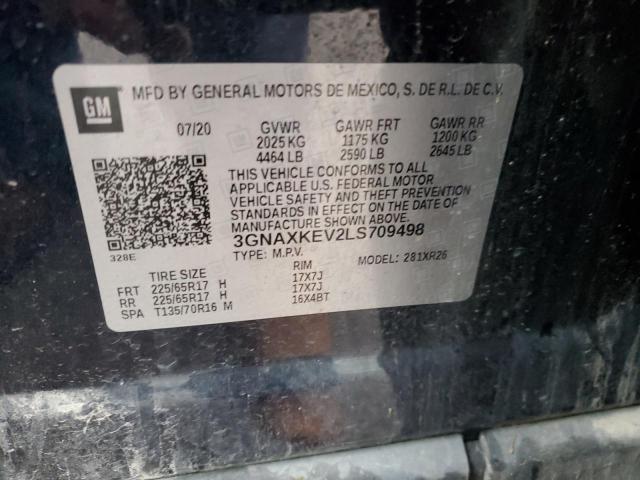 GM
MFD BY GENERAL MOTORS DE MEXICO, S. DE R.L. DE C.V.
07/20 GVWR GAWR FRT GAWR RR
2025 KG 1175 KG 1200 KG
4464 LB 2590 LB 2645 LB
THIS VEHICLE CONFORMS TO ALL
APPLICABLE U.S. FEDERAL MOTOR
VEHICLE SAFETY AND THEFT PREVENTION
STANDARDS IN EFFECT ON THE DATE OF
MANUFACTURE SHOWN ABOVE.
3GNAXKEV2LS709498
328E
TYPE: M.P.V. MODEL: 281XR26
TIRE SIZE RIM
FRT 225/65R17 H 17X7J
RR 225/65R17 H 17X7J
SPA T135/70R16 M 16X4BT